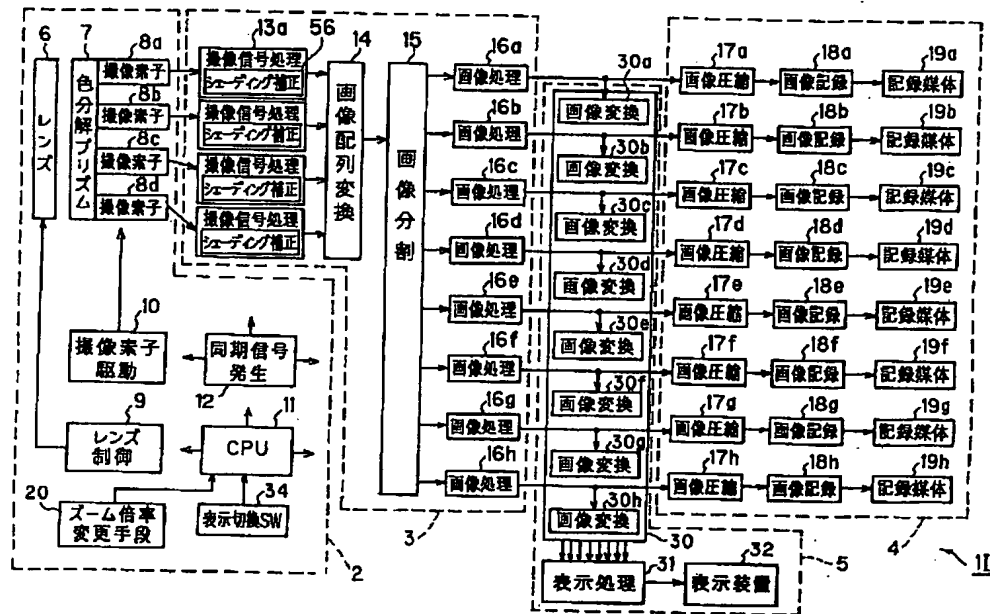 6
レンズ
7
色分解プリズム
8a
撮像素子
8b
撮像素子
8c
撮像素子
8d
撮像素子
13a
56
撮像信号処理
シェーディング補正
撮像信号処理
シェーディング補正
撮像信号処理
シェーディング補正
撮像信号処理
シェーディング補正
14
画像配列変換
15
画像分割
16a
画像処理
16b
画像処理
16c
画像処理
16d
画像処理
16e
画像処理
16f
画像処理
16g
画像処理
16h
画像処理
30a
画像変換
30b
画像変換
30c
画像変換
30d
画像変換
30e
画像変換
30f
画像変換
30g
画像変換
30h
画像変換
30
17a
画像圧縮
18a
画像記録
19a
記録媒体
17b
画像圧縮
18b
画像記録
19b
記録媒体
17c
画像圧縮
18c
画像記録
19c
記録媒体
17d
画像圧縮
18d
画像記録
19d
記録媒体
17e
画像圧縮
18e
画像記録
19e
記録媒体
17f
画像圧縮
18f
画像記録
19f
記録媒体
17g
画像圧縮
18g
画像記録
19g
記録媒体
17h
画像圧縮
18h
画像記録
19h
記録媒体
10
撮像素子
駆動
同期信号
発生
12
9
レンズ
制御
11
CPU
20
ズーム倍率
変更手段
34
表示切換SW
2
3
4
31
表示処理
32
表示装置
5